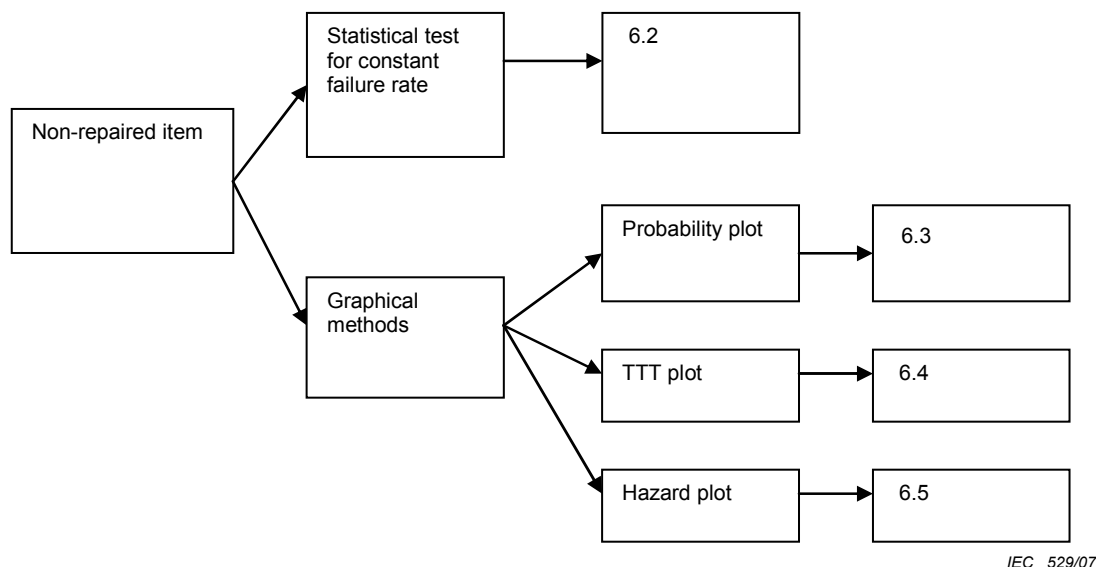 Statistical test
for constant
failure rate
6.2
Non-repaired item
Probability plot
6.3
Graphical
methods
TTT plot
6.4
Hazard plot
6.5
IEC 529/07